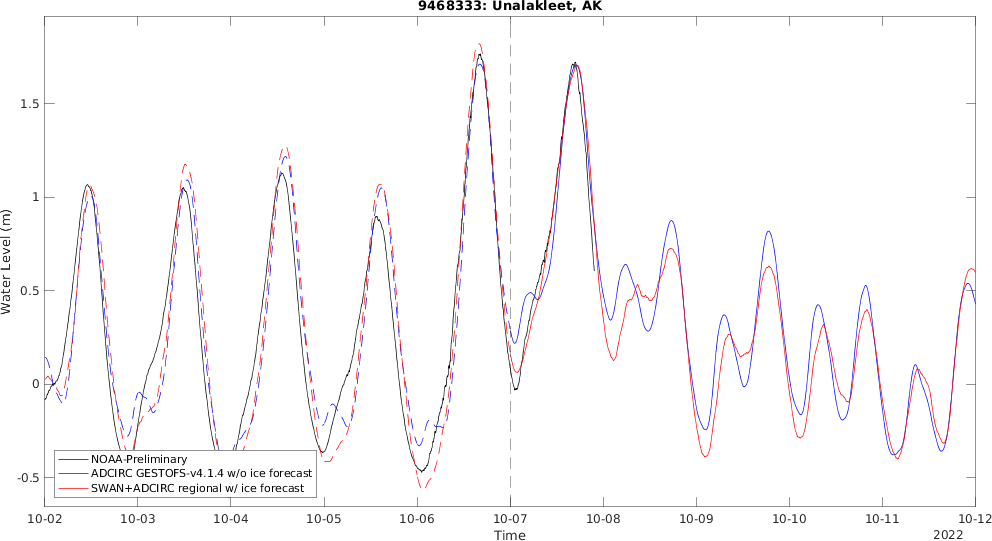 9468333: Unalakleet, AK
Water Level (m)
1.5
1
0.5
0
-0.5
NOAA-Preliminary
ADCIRC GESTOFS-v4.1.4 w/o ice forecast
SWAN+ADCIRC regional w/ ice forecast
10-02 10-03 10-04 10-05 10-06 10-07 10-08 10-09 10-10 10-11 10-12
Time
2022